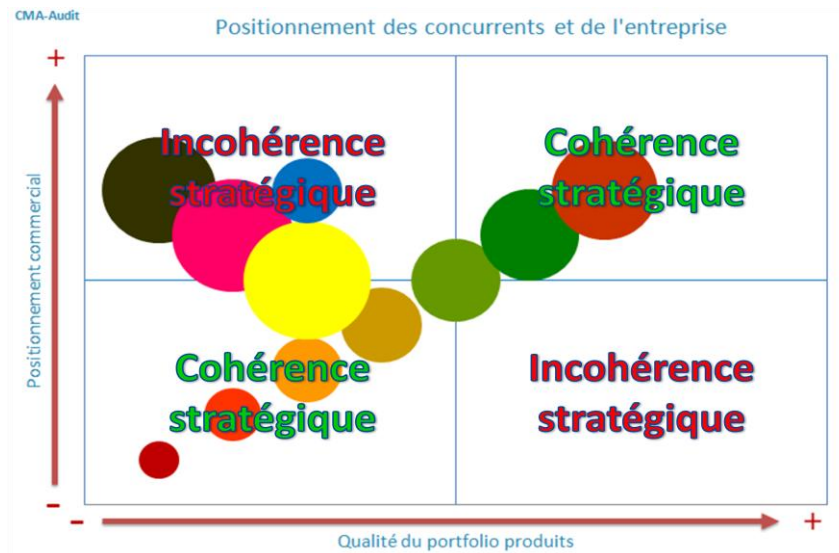 CMA-Audit
Positionnement des concurrents et de l'entreprise
+
Positionnement commercial
Incohérence
stratégique
Cohérence
stratégique
Cohérence
stratégique
Incohérence
stratégique
-
- +
Qualité du portfolio produits